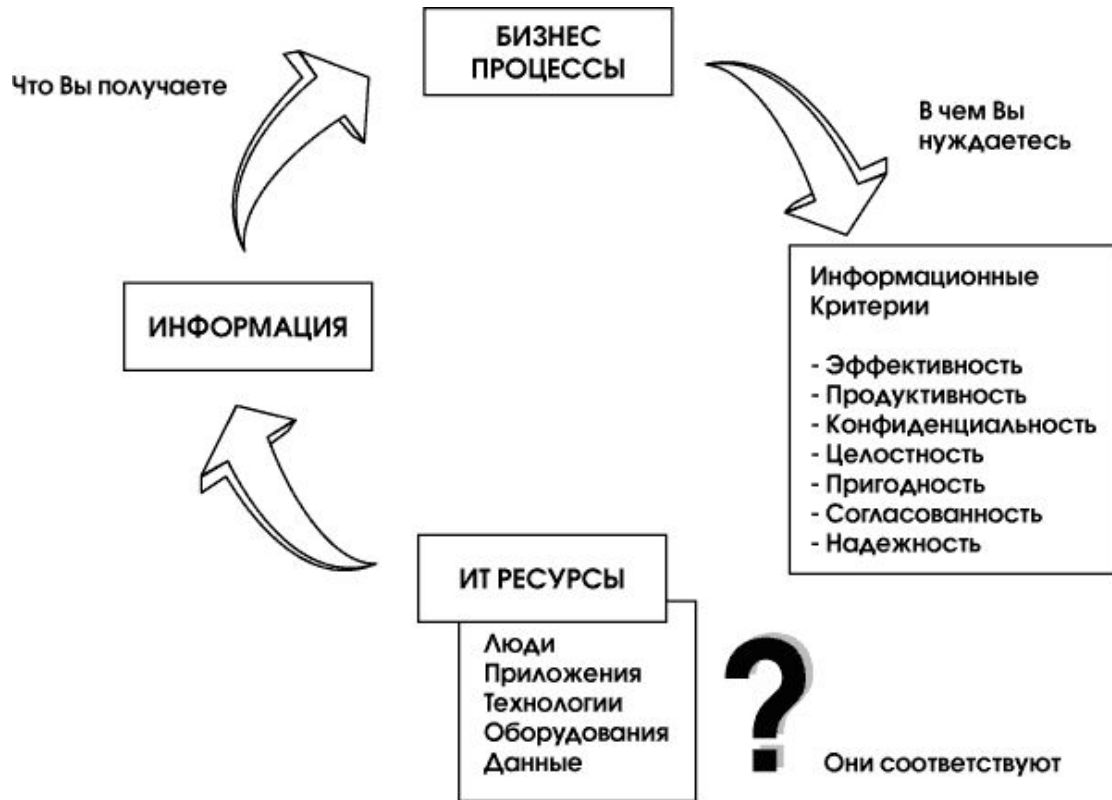 БИЗНЕС
ПРОЦЕССЫ
Что Вы получаете
В чем Вы
нуждаетесь
ИНФОРМАЦИЯ
Информационные
Критерии
- Эффективность
- Продуктивность
- Конфиденциальность
- Целостность
- Пригодность
- Согласованность
- Надежность
ИТ РЕСУРСЫ
Люди
Приложения
Технологии
Оборудования
Данные
?
Они соответствуют